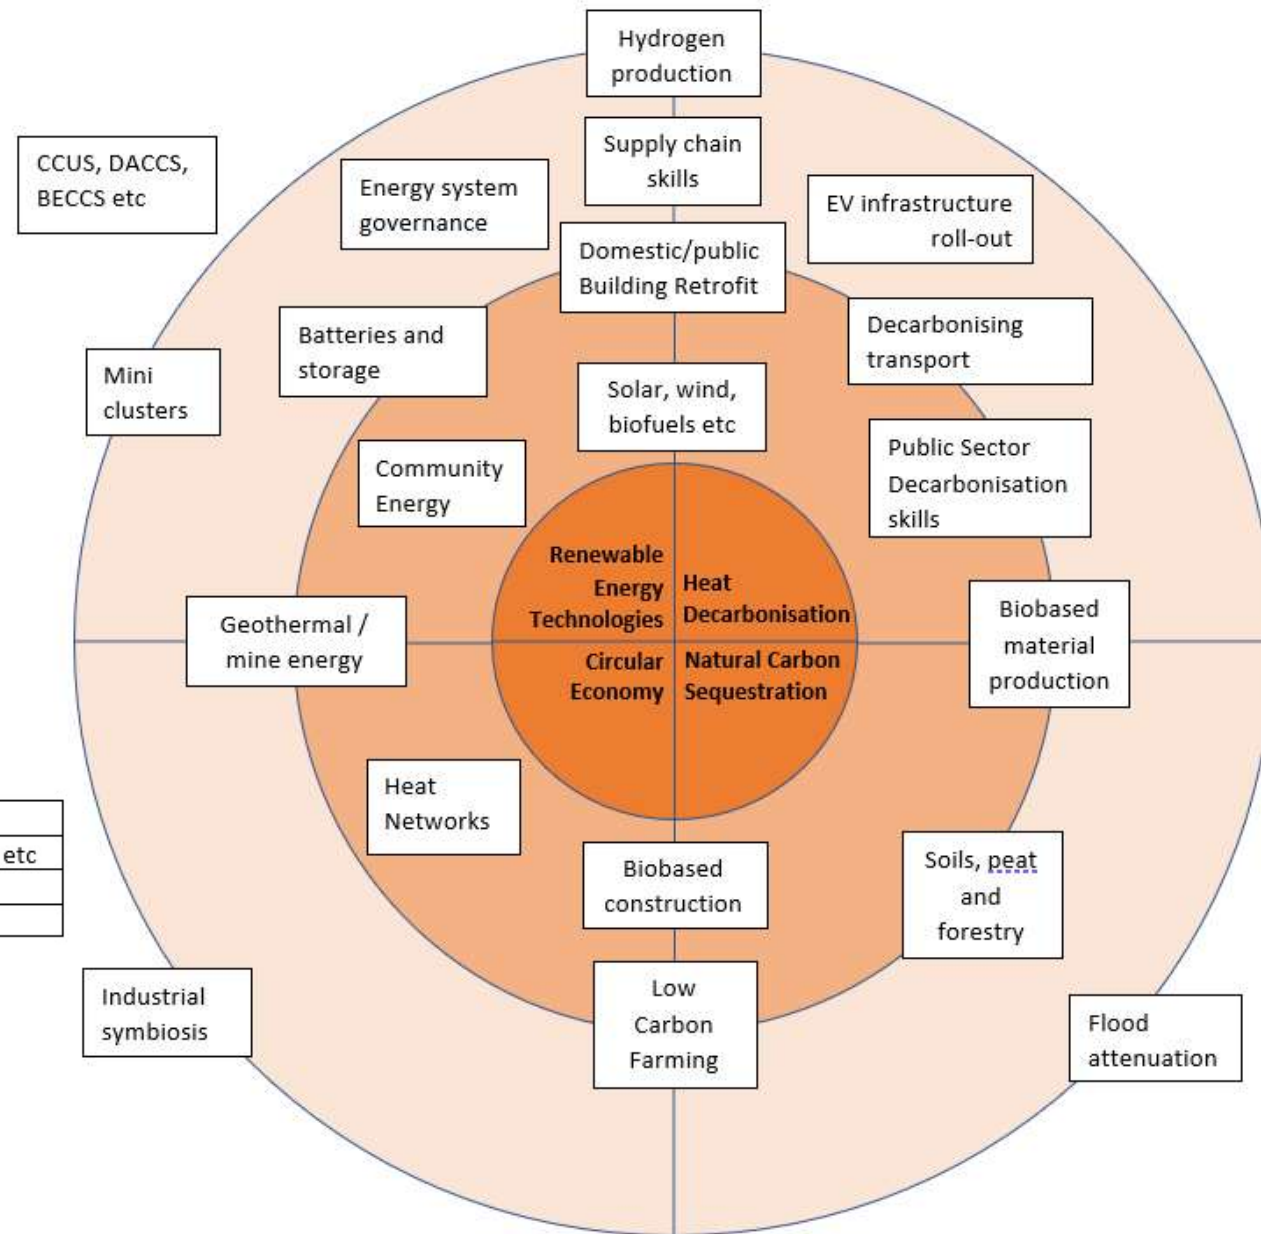 Hydrogen
production
Supply chain
skills
CCUS, DACCS,
BECCS etc
Energy system
governance
EV infrastructure
roll-out
Domestic/public
Building Retrofit
Batteries and
storage
Decarbonising
transport
Mini
clusters
Solar, wind,
biofuels etc
Community
Energy
Public Sector
Decarbonisation
skills
Renewable
Energy
Technologies
Heat
Decarbonisation
Geothermal /
mine energy
Biobased
material
production
Circular
Economy
Natural Carbon
Sequestration
Heat
Networks
etc
Biobased
construction
Soils, peat
and
forestry
Industrial
symbiosis
Low
Carbon
Farming
Flood
attenuation